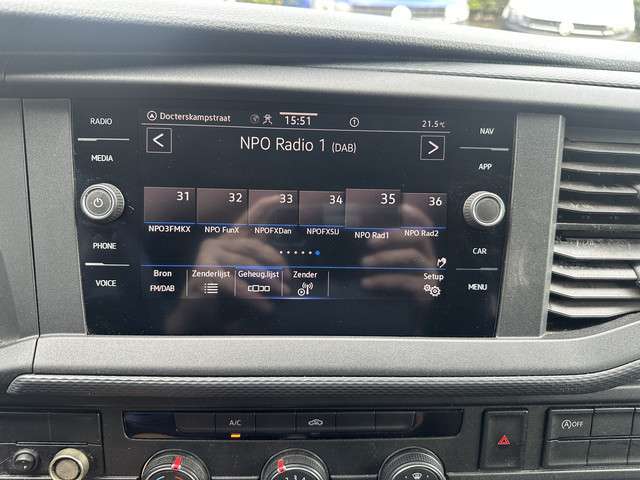 RADIO
MEDIA
PHONE
VOICE
Docterskampstraat
15:51
21.5°C
NPO Radio 1 (DAB)
31 32 33 34 35 36
NPO3FMKX NPO FunX NPOFXDan NPOFXSlJ NPO Rad1 NPO Rad2
Bron Zenderlijst Geheug.lijst Zender Setup
FM/DAB
NAV
APP
CAR
MENU
A/C
OFF